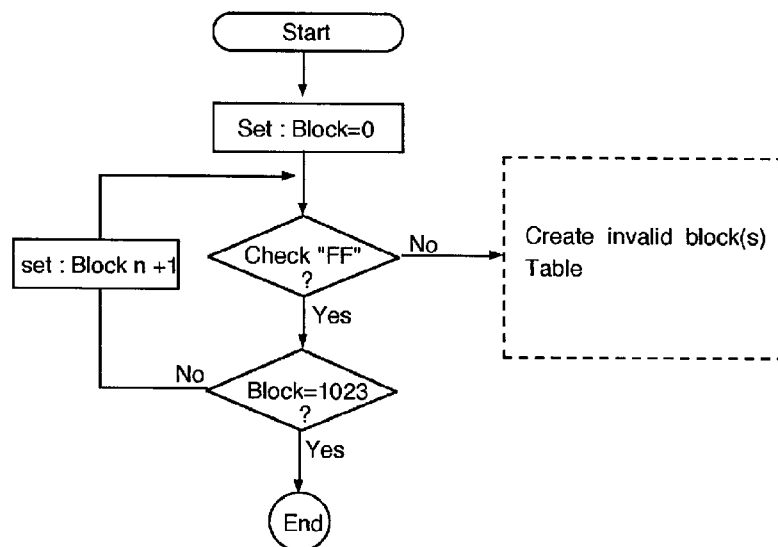 Start
Set : Block=0
set : Block n +1
Check "FF"
?
No
Create invalid block(s)
Table
Yes
No
Block=1023
?
Yes
End